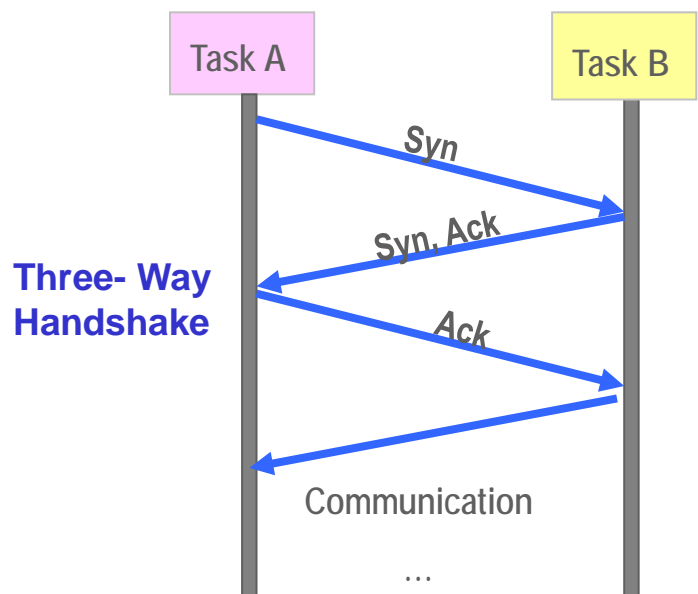 Task A
Task B
Syn
Syn, Ack
Three- Way
Handshake
Ack
Communication
...